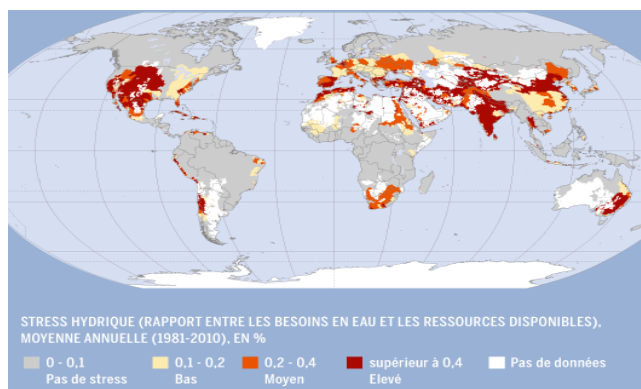 STRESS HYDRIQUE (RAPPORT ENTRE LES BESOINS EN EAU ET LES RESSOURCES DISPONIBLES),
MOYENNE ANNUELLE (1981-2010), EN %
0 - 0,1 0,1 - 0,2 0,2 - 0,4 supérieur à 0,4 Pas de données
Pas de stress Bas Moyen Elevé